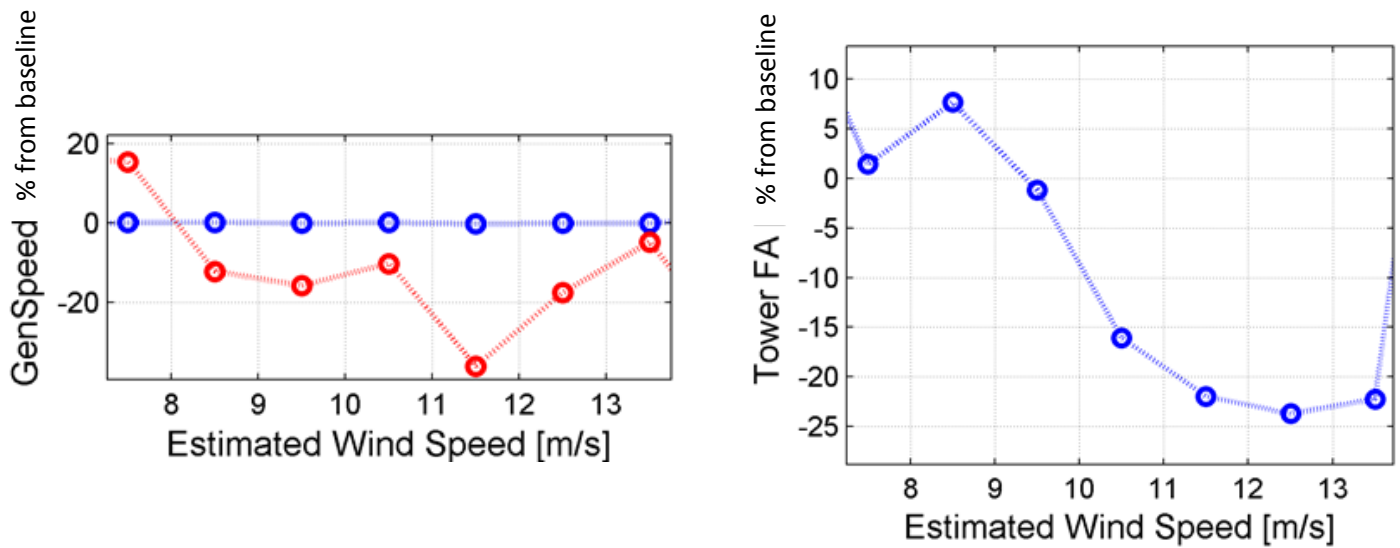 GenSpeed % from baseline
20
0
-20
8 9 10 11 12 13
Estimated Wind Speed [m/s]
Tower FA % from baseline
10
5
0
-5
-10
-15
-20
-25
8 9 10 11 12 13
Estimated Wind Speed [m/s]